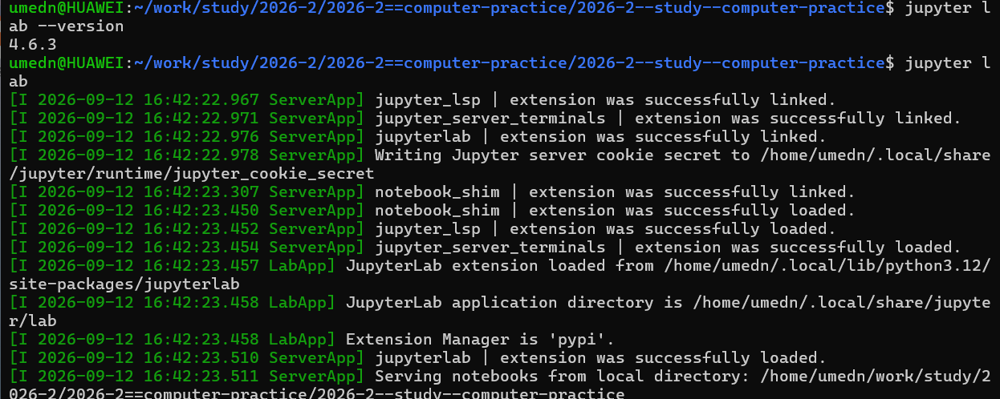 umedn@HUAWEI:~/work/study/2026-2/2026-2==computer-practice/2026-2--study--computer-practice$ jupyter l
ab --version
4.6.3
umedn@HUAWEI:~/work/study/2026-2/2026-2==computer-practice/2026-2--study--computer-practice$ jupyter l
ab
[I 2026-09-12 16:42:22.967 ServerApp] jupyter_lsp | extension was successfully linked.
[I 2026-09-12 16:42:22.971 ServerApp] jupyter_server_terminals | extension was successfully linked.
[I 2026-09-12 16:42:22.976 ServerApp] jupyterlab | extension was successfully linked.
[I 2026-09-12 16:42:22.978 ServerApp] Writing Jupyter server cookie secret to /home/umedn/.local/share
/jupyter/runtime/jupyter_cookie_secret
[I 2026-09-12 16:42:23.307 ServerApp] notebook_shim | extension was successfully linked.
[I 2026-09-12 16:42:23.450 ServerApp] notebook_shim | extension was successfully loaded.
[I 2026-09-12 16:42:23.452 ServerApp] jupyter_lsp | extension was successfully loaded.
[I 2026-09-12 16:42:23.454 ServerApp] jupyter_server_terminals | extension was successfully loaded.
[I 2026-09-12 16:42:23.457 LabApp] JupyterLab extension loaded from /home/umedn/.local/lib/python3.12/
site-packages/jupyterlab
[I 2026-09-12 16:42:23.458 LabApp] JupyterLab application directory is /home/umedn/.local/share/jupyte
r/lab
[I 2026-09-12 16:42:23.458 LabApp] Extension Manager is 'pypi'.
[I 2026-09-12 16:42:23.510 ServerApp] jupyterlab | extension was successfully loaded.
[I 2026-09-12 16:42:23.511 ServerApp] Serving notebooks from local directory: /home/umedn/work/study/2
026-2/2026-2==computer-practice/2026-2--study--computer-practice